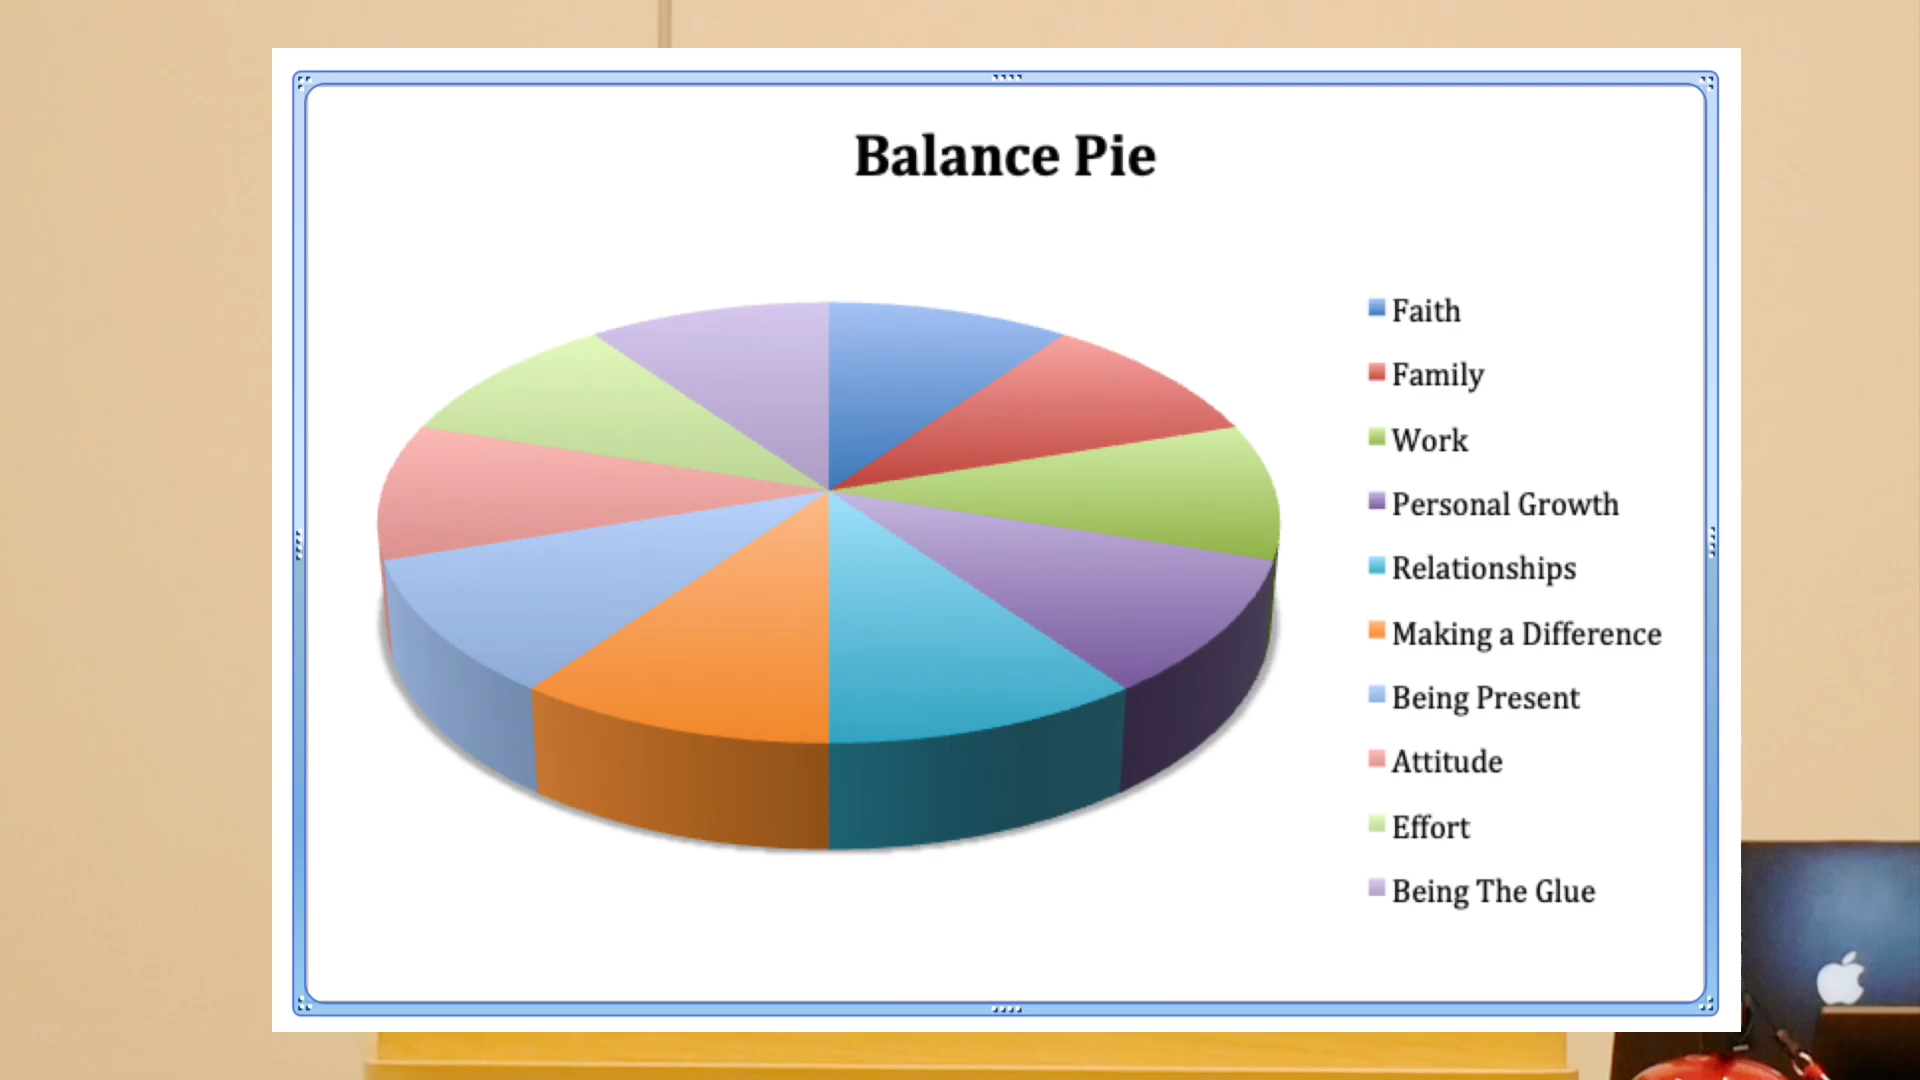 Balance Pie
Faith
Family
Work
Personal Growth
Relationships
Making a Difference
Being Present
Attitude
Effort
Being The Glue